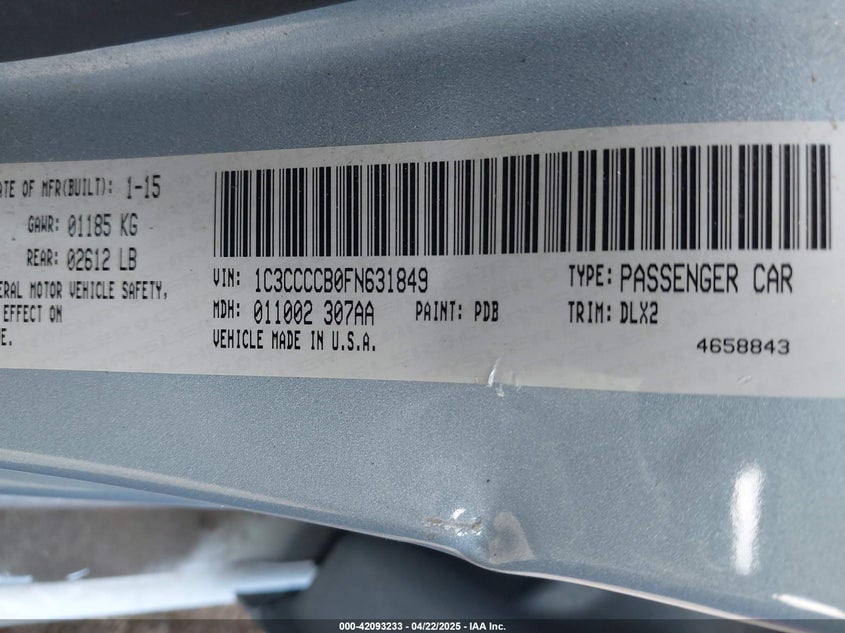 ATE OF MFR(BUILT): 1-15
GAWR: 01185 KG
REAR: 02612 LB
ERAL MOTOR VEHICLE SAFETY,
EFFECT ON
E.
VIN: 1C3CCCCB0FN631849
TYPE: PASSENGER CAR
MDH: 011002 307AA
PAINT: PDB
TRIM: DLX2
VEHICLE MADE IN U.S.A.
4658843
000-42093233 - 04/22/2025 - IAA Inc.